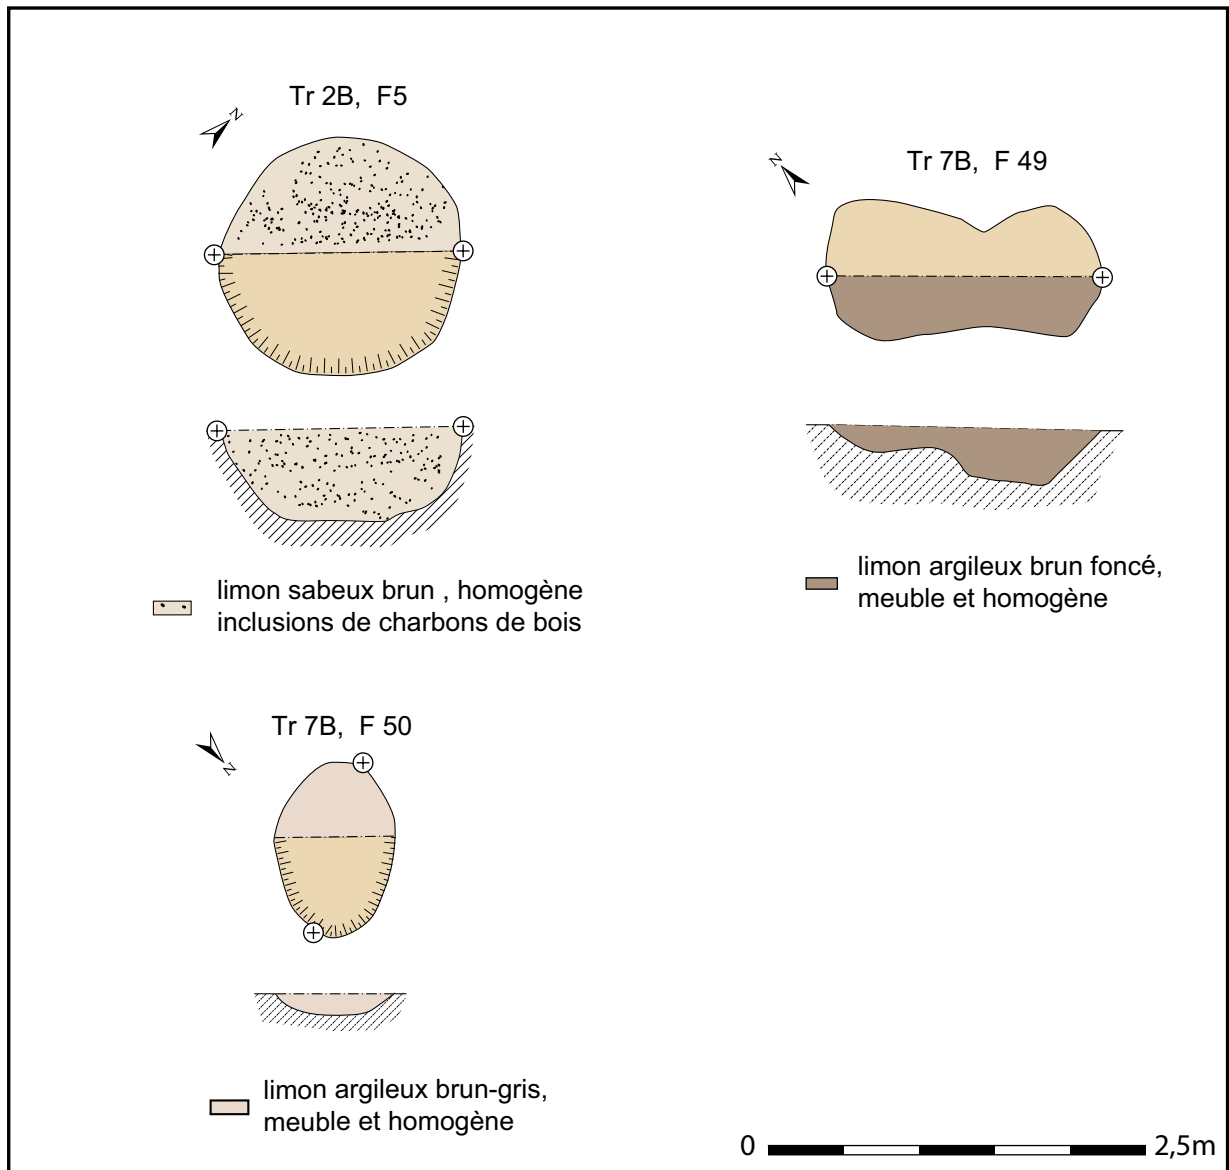 Tr 2B, F5
N
limon sabeux brun , homogène
inclusions de charbons de bois
Tr 7B, F 49
N
limon argileux brun foncé,
meuble et homogène
Tr 7B, F 50
N
limon argileux brun-gris,
meuble et homogène
0 2,5m